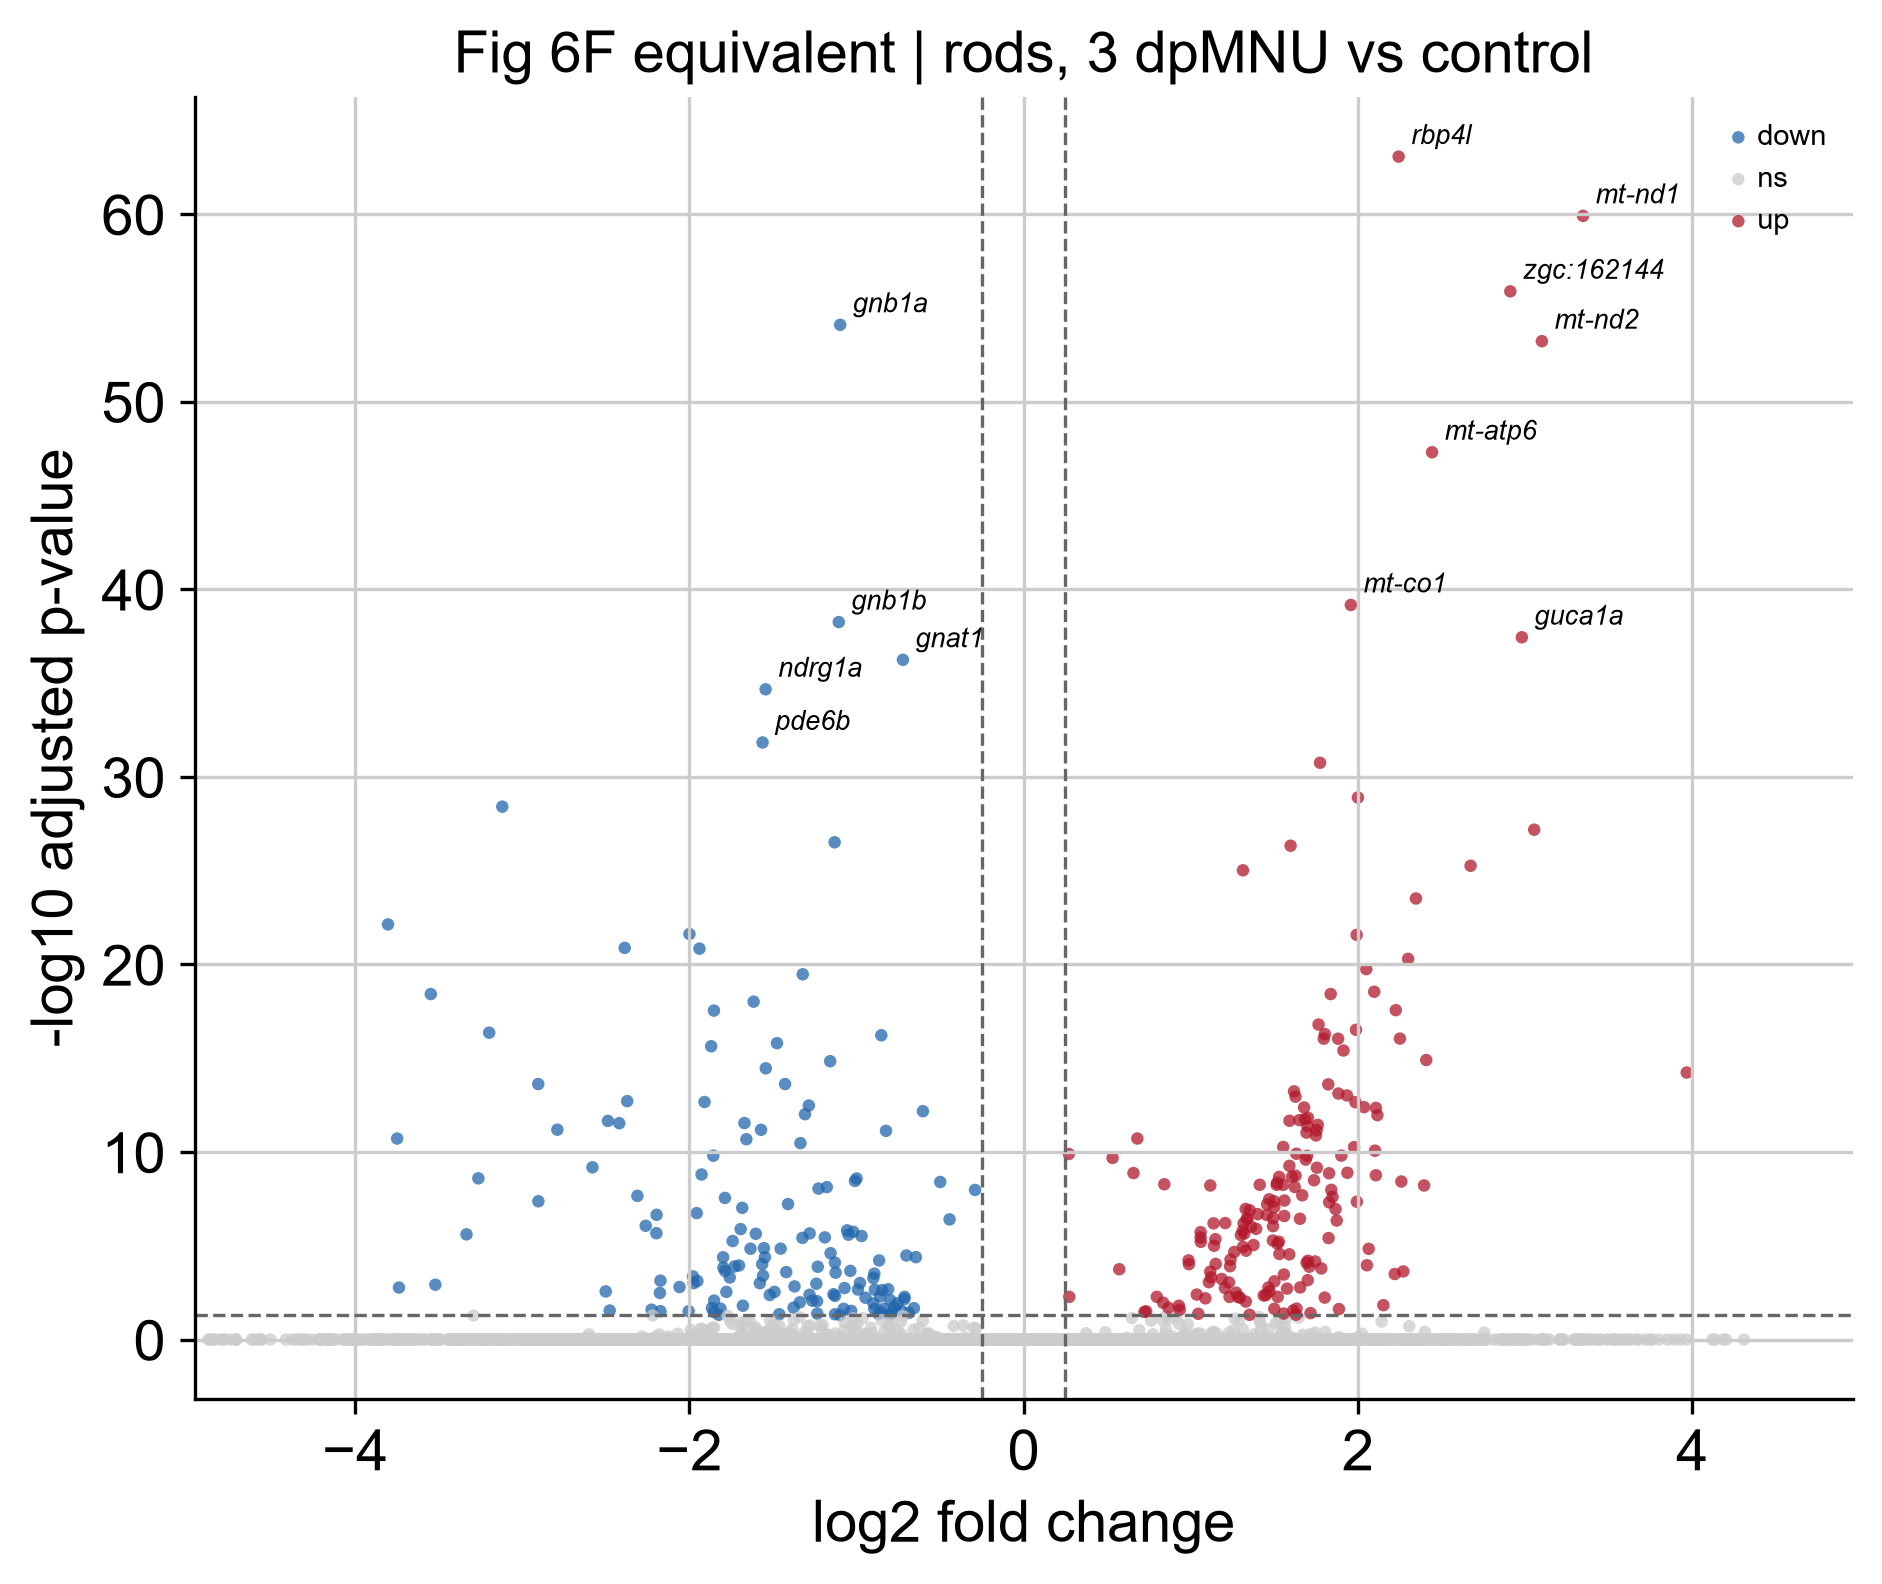 Fig 6F equivalent | rods, 3 dpMNU vs control
rbp4l
down
ns
up
mt-nd1
zgc:162144
mt-nd2
gnb1a
mt-atp6
mt-co1
guca1a
gnb1b
gnat1
ndrg1a
pde6b
60
50
40
30
20
10
0
-log10 adjusted p-value
−4
−2
0
2
4
log2 fold change